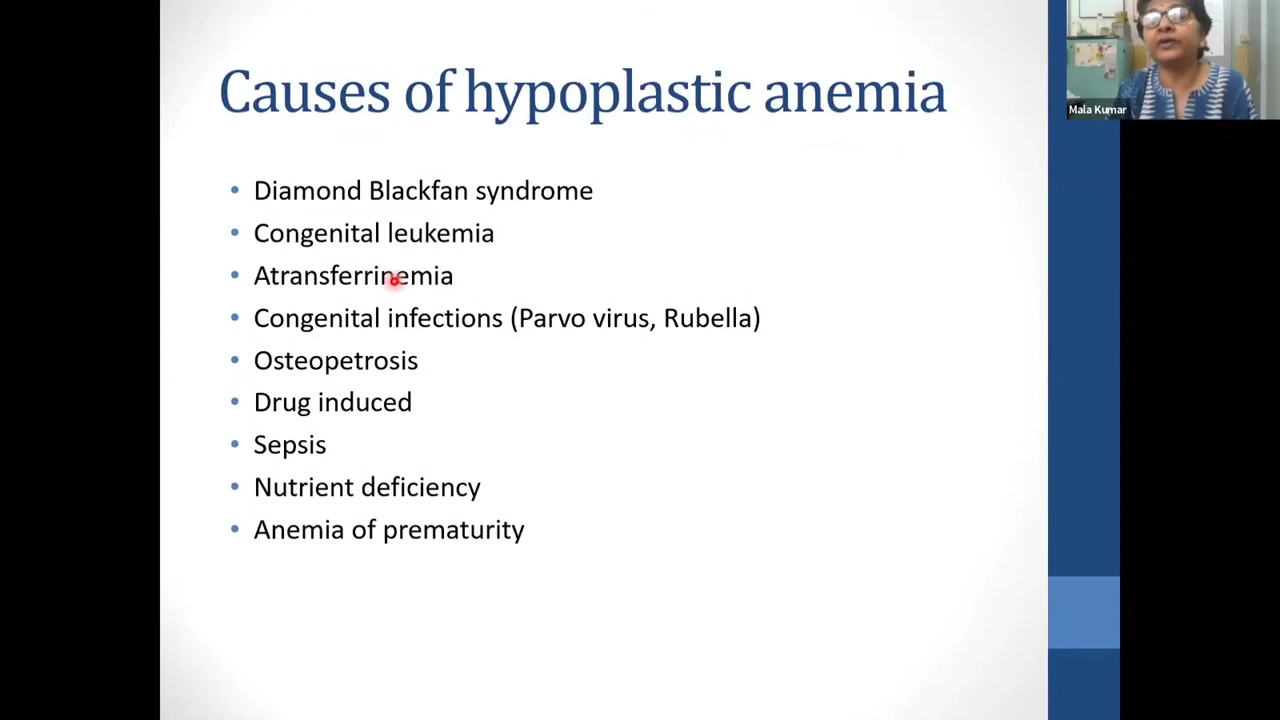 Causes of hypoplastic anemia
Mala Kumar
• Diamond Blackfan syndrome
• Congenital leukemia
• Atransferrinemia
• Congenital infections (Parvo virus, Rubella)
• Osteopetrosis
• Drug induced
• Sepsis
• Nutrient deficiency
• Anemia of prematurity